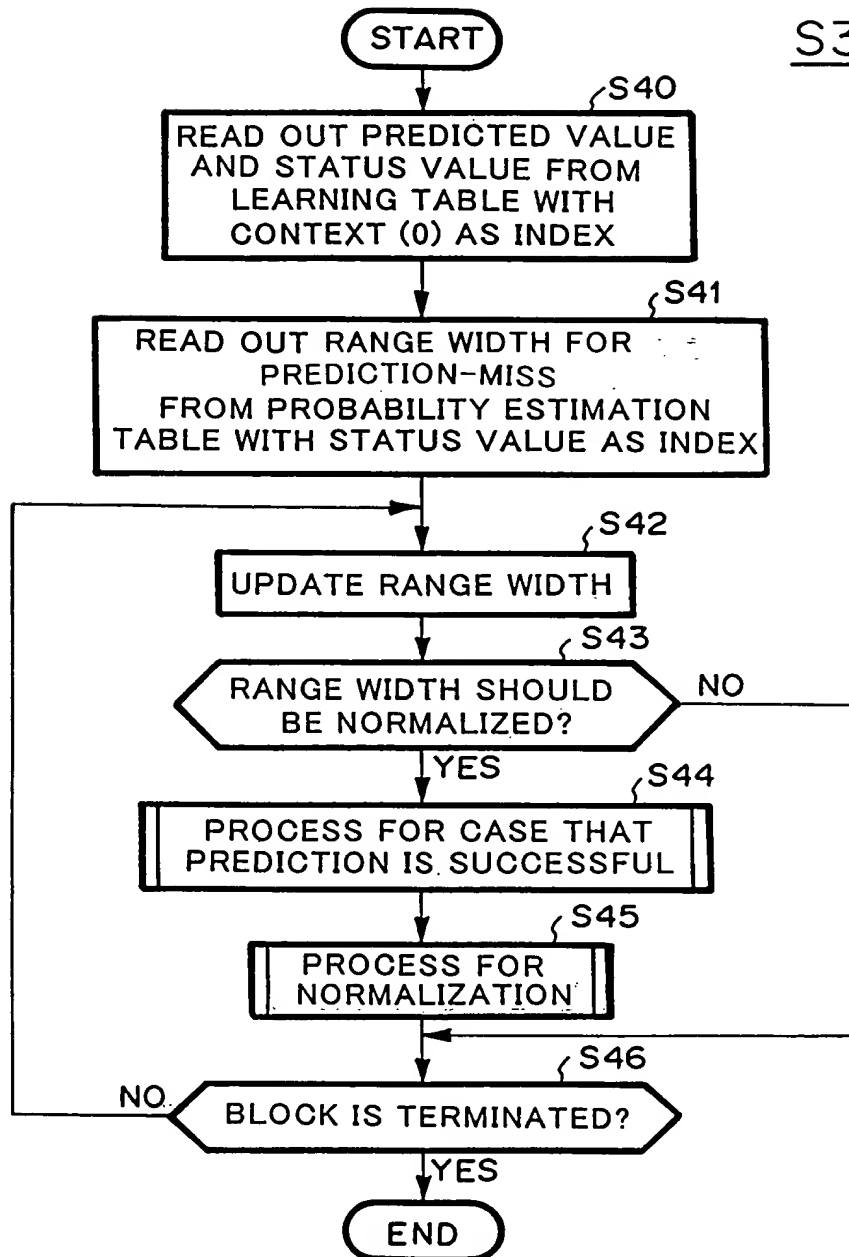 START
S3
S40
READ OUT PREDICTED VALUE
AND STATUS VALUE FROM
LEARNING TABLE WITH
CONTEXT (0) AS INDEX
S41
READ OUT RANGE WIDTH FOR
PREDICTION-MISS
FROM PROBABILITY ESTIMATION
TABLE WITH STATUS VALUE AS INDEX
S42
UPDATE RANGE WIDTH
S43
RANGE WIDTH SHOULD
BE NORMALIZED?
NO
YES
S44
PROCESS FOR CASE THAT
PREDICTION IS SUCCESSFUL
S45
PROCESS FOR
NORMALIZATION
S46
NO
BLOCK IS TERMINATED?
YES
END